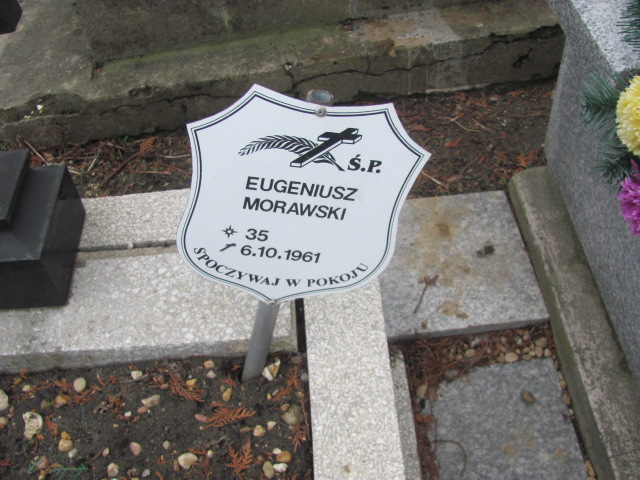 Ś.P.
EUGENIUSZ
MORAWSKI
35
6.10.1961
SPOCZYWAJ W POKOJU